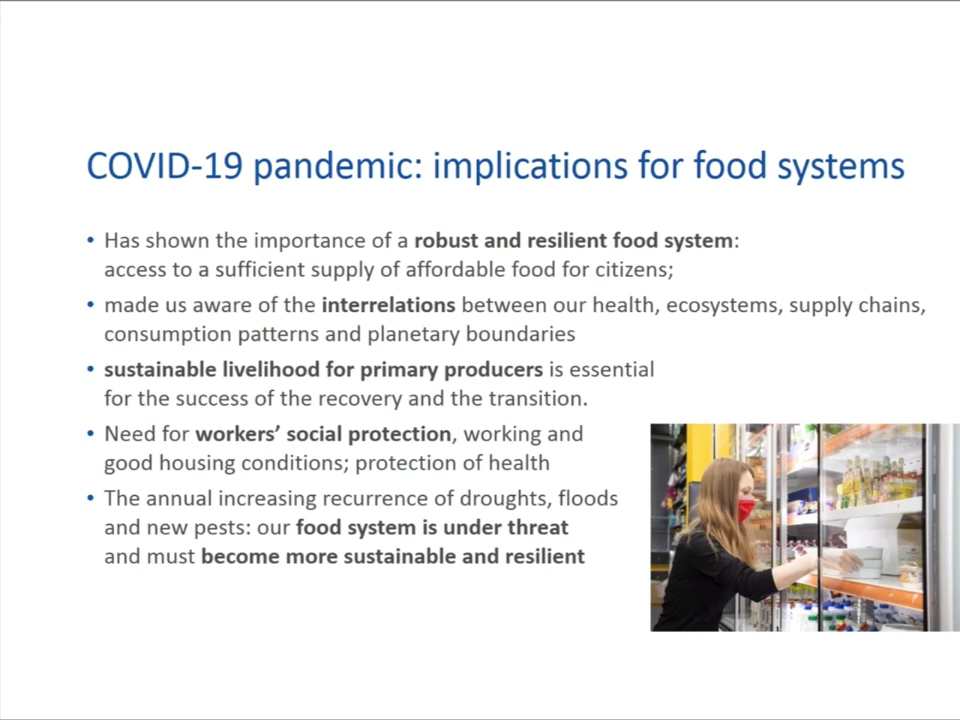 COVID-19 pandemic: implications for food systems
• Has shown the importance of a robust and resilient food system:
access to a sufficient supply of affordable food for citizens;
• made us aware of the interrelations between our health, ecosystems, supply chains,
consumption patterns and planetary boundaries
• sustainable livelihood for primary producers is essential
for the success of the recovery and the transition.
• Need for workers’ social protection, working and
good housing conditions; protection of health
• The annual increasing recurrence of droughts, floods
and new pests: our food system is under threat
and must become more sustainable and resilient